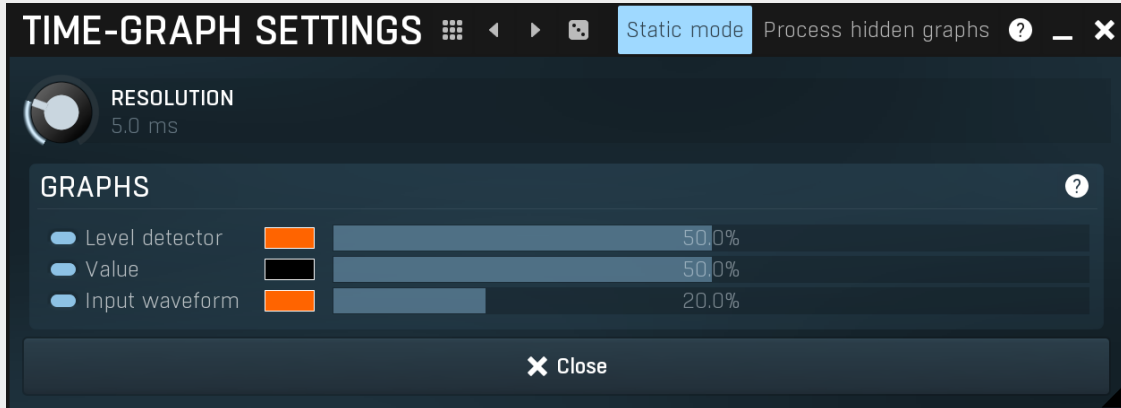 TIME-GRAPH SETTINGS Static mode Process hidden graphs ?
RESOLUTION
5.0 ms
GRAPHS ?
Level detector 50.0%
Value 50.0%
Input waveform 20.0%
Close